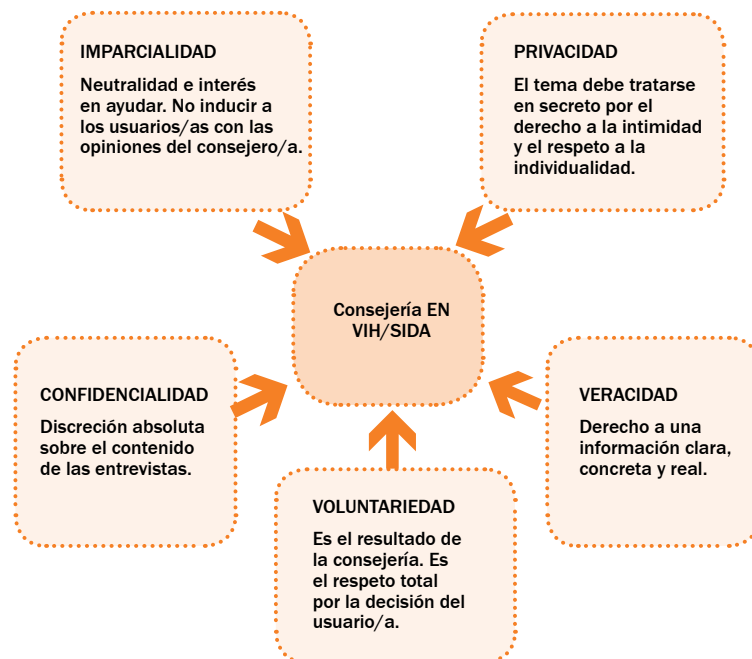 IMPARCIALIDAD
Neutralidad e interés
en ayudar. No inducir a
los usuarios/as con las
opiniones del consejero/a.
PRIVACIDAD
El tema debe tratarse
en secreto por el
derecho a la intimidad
y el respeto a la
individualidad.
Consejería EN
VIH/SIDA
CONFIDENCIALIDAD
Discreción absoluta
sobre el contenido
de las entrevistas.
VERACIDAD
Derecho a una
información clara,
concreta y real.
VOLUNTARIEDAD
Es el resultado de
la consejería. Es
el respeto total
por la decisión del
usuario/a.